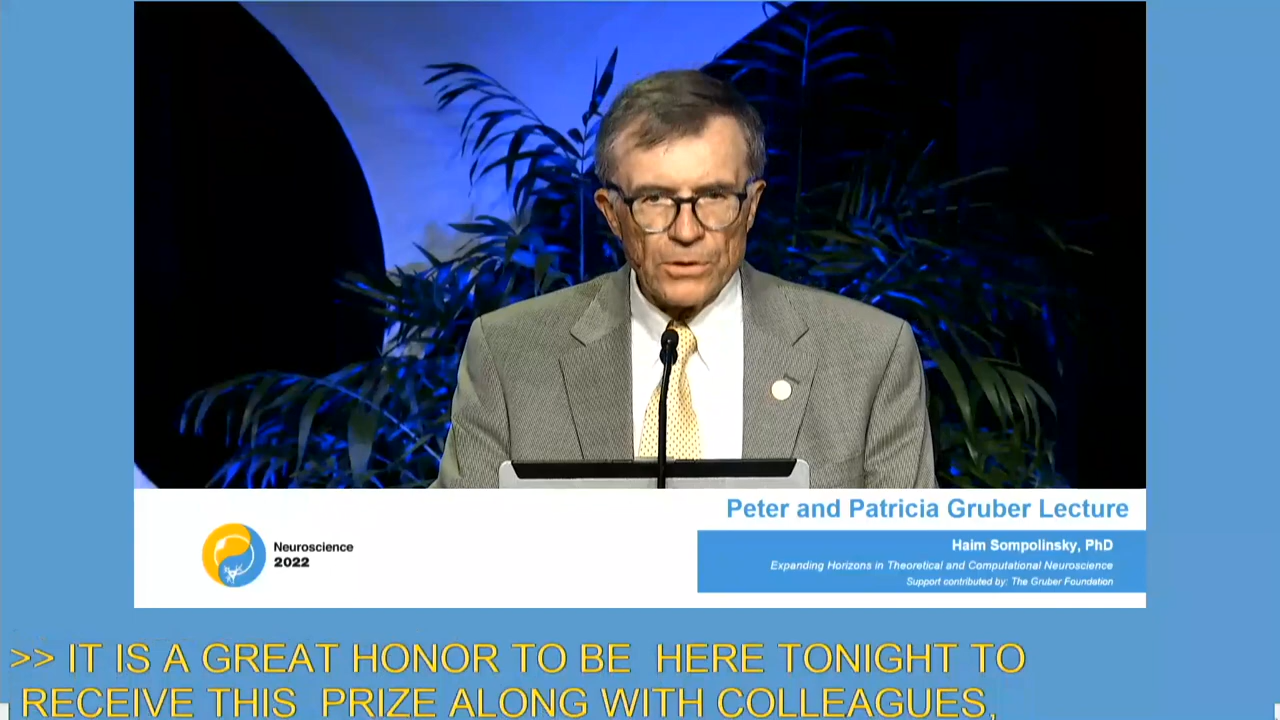 Peter and Patricia Gruber Lecture
Neuroscience
2022
Haim Sompolinsky, PhD
Expanding Horizons in Theoretical and Computational Neuroscience
Support contributed by: The Gruber Foundation
>> IT IS A GREAT HONOR TO BE HERE TONIGHT TO
RECEIVE THIS PRIZE ALONG WITH COLLEAGUES,